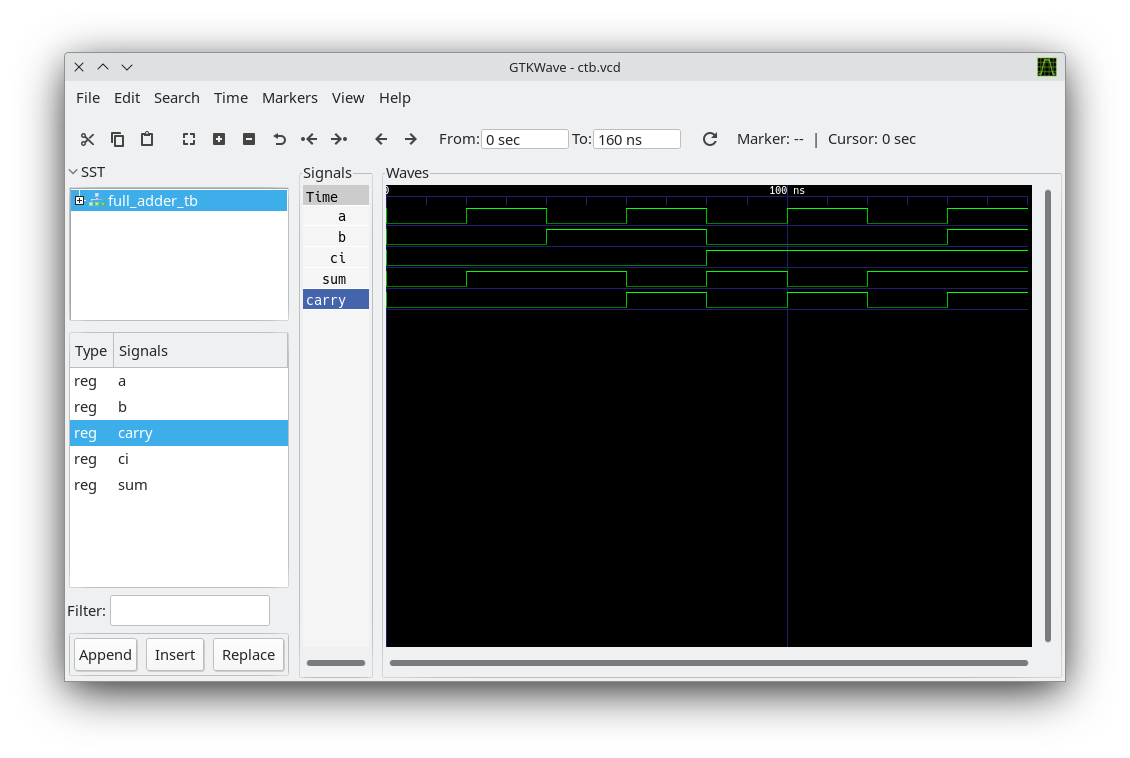 GTKWave - ctb.vcd
File Edit Search Time Markers View Help
From: 0 sec To: 160 ns Marker: -- | Cursor: 0 sec
SST
full_adder_tb
Type Signals
reg a
reg b
reg carry
reg ci
reg sum
Filter:
Append Insert Replace
Signals
Time
a
b
ci
sum
carry
Waves
0 100 ns